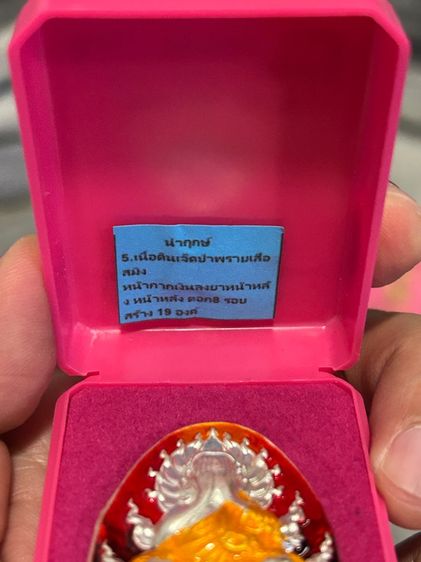 นำฤกษ์
5.เนื้อดินเจ็ดป่าพรายเสือ
สมิง
หน้ากากเงินลงยาหน้าหลั
ง หน้าหลัง ตอก8 รอบ
สร้าง 19 องค์